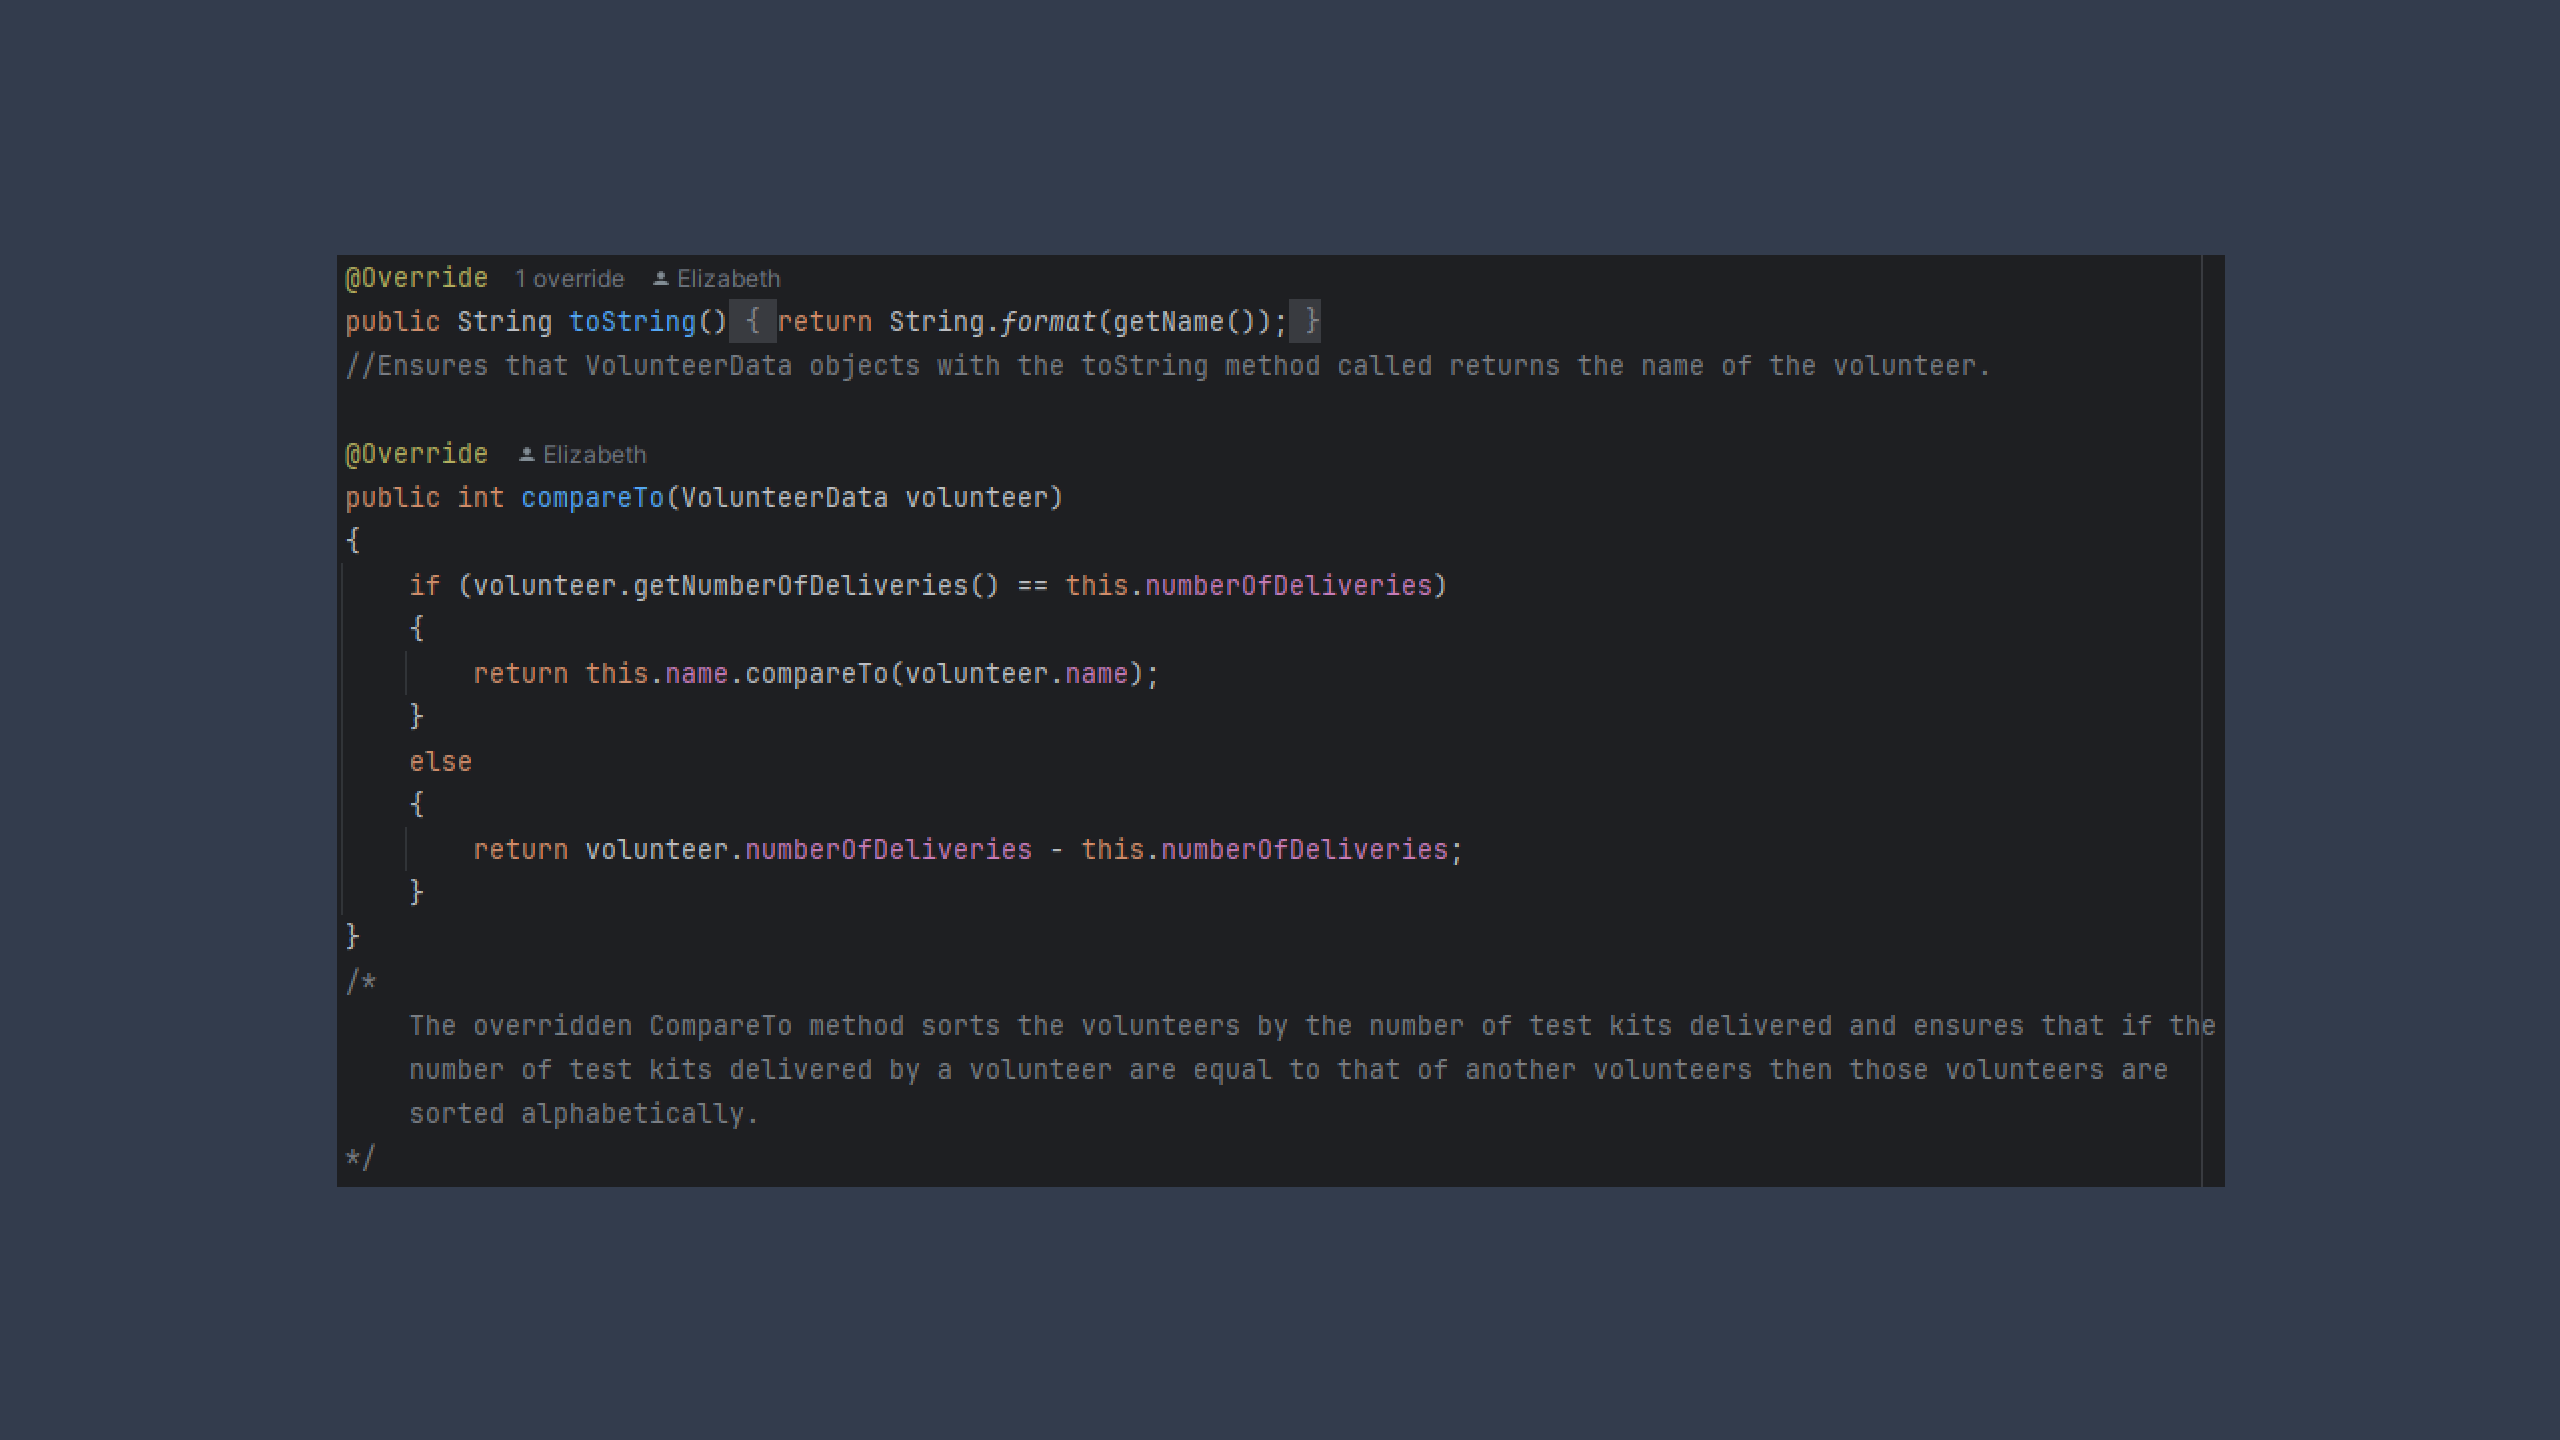 @Override 1 override Elizabeth
public String toString() { return String.format(getName()); }
//Ensures that VolunteerData objects with the toString method called returns the name of the volunteer.
@Override Elizabeth
public int compareTo(VolunteerData volunteer)
{
if (volunteer.getNumberOfDeliveries() == this.numberOfDeliveries)
{
return this.name.compareTo(volunteer.name);
}
else
{
return volunteer.numberOfDeliveries - this.numberOfDeliveries;
}
}
/*
The overridden CompareTo method sorts the volunteers by the number of test kits delivered and ensures that if the
number of test kits delivered by a volunteer are equal to that of another volunteers then those volunteers are
sorted alphabetically.
*/